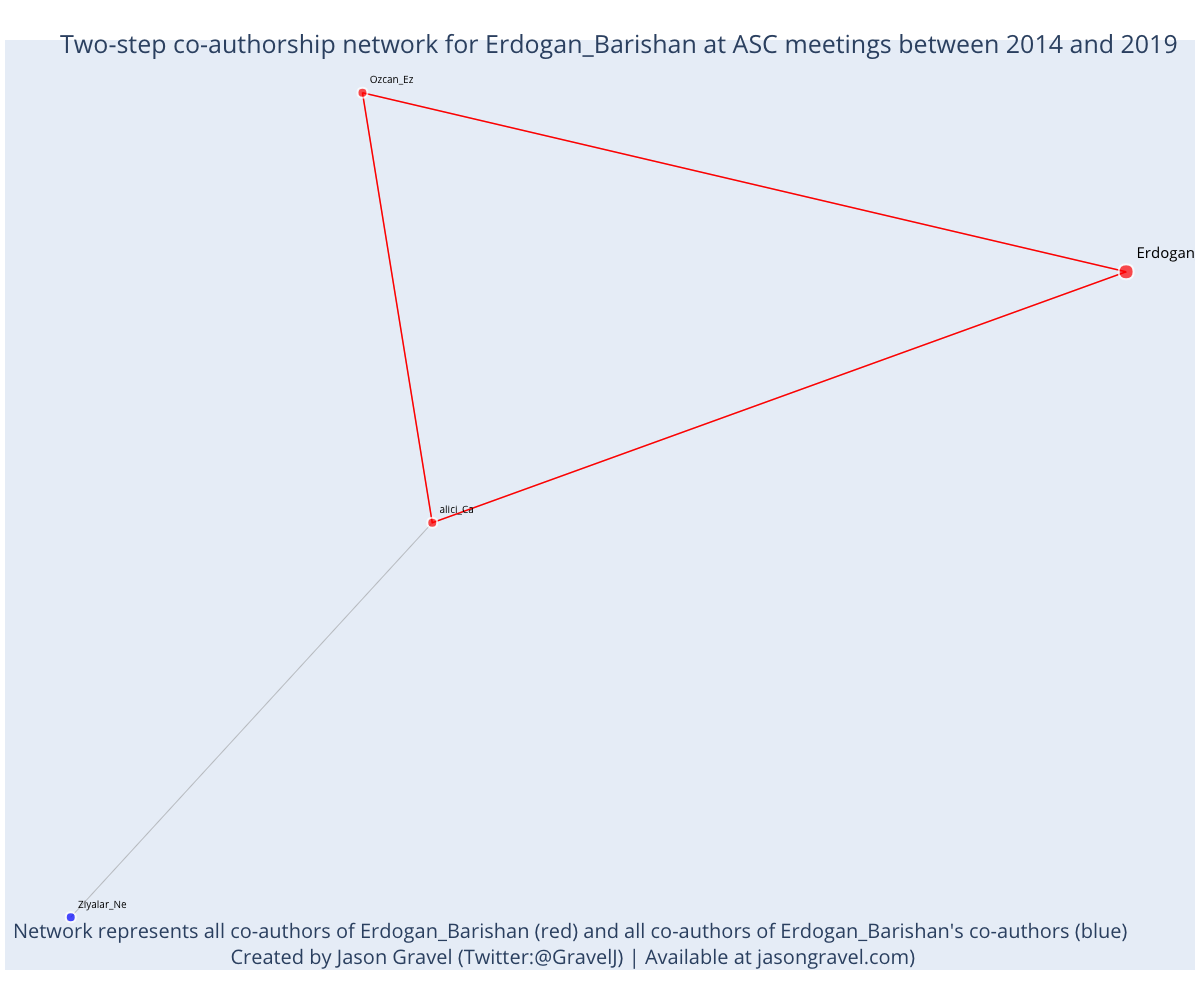 Two-step co-authorship network for Erdogan_Barishan at ASC meetings between 2014 and 2019
Ozcan_Ez
Erdogan
alici_Ca
Ziyalar_Ne
Network represents all co-authors of Erdogan_Barishan (red) and all co-authors of Erdogan_Barishan's co-authors (blue)
Created by Jason Gravel (Twitter:@GravelJ) | Available at jasongravel.com)